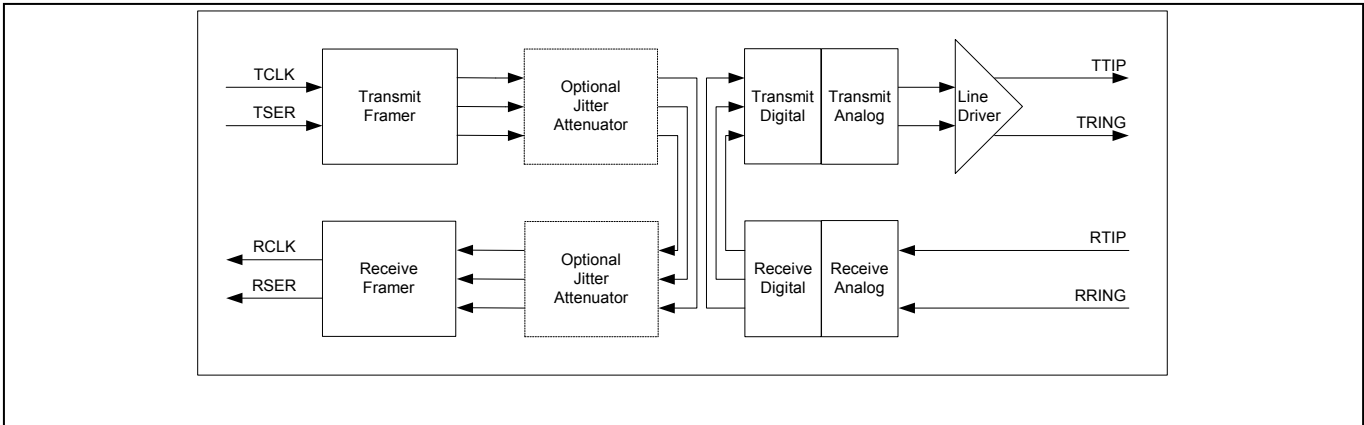 TCLK
TSER
Transmit
Framer
Optional
Jitter
Attenuator
Transmit
Digital
Transmit
Analog
Line
Driver
TTIP
TRING
RCLK
RSER
Receive
Framer
Optional
Jitter
Attenuator
Receive
Digital
Receive
Analog
RTIP
RRING